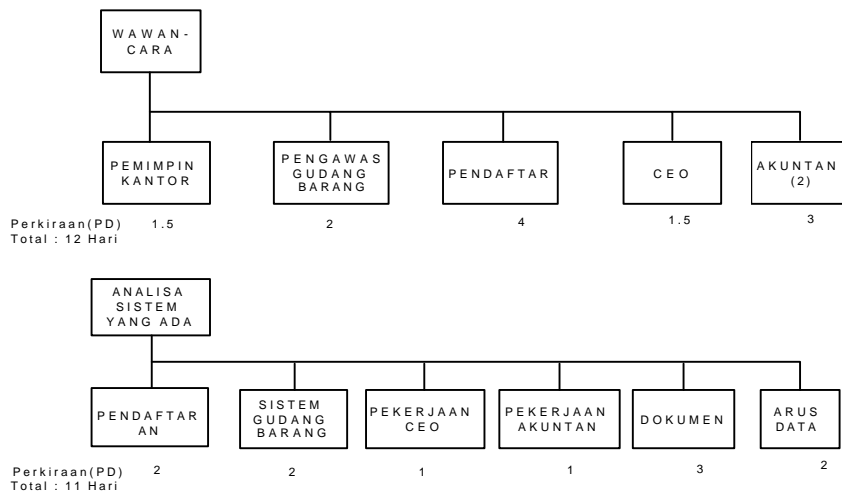 WAWAN-
CARA
PEMIMPIN
KANTOR
PENGAWAS
GUDANG
BARANG
PENDAFTAR
CEO
AKUNTAN
(2)
Perkiraan(PD) 1.5 2 4 1.5 3
Total : 12 Hari
ANALISA
SISTEM
YANG ADA
PENDAFTAR
AN
SISTEM
GUDANG
BARANG
PEKERJAAN
CEO
PEKERJAAN
AKUNTAN
DOKUMEN
ARUS
DATA
Perkiraan(PD) 2 2 1 1 3 2
Total : 11 Hari